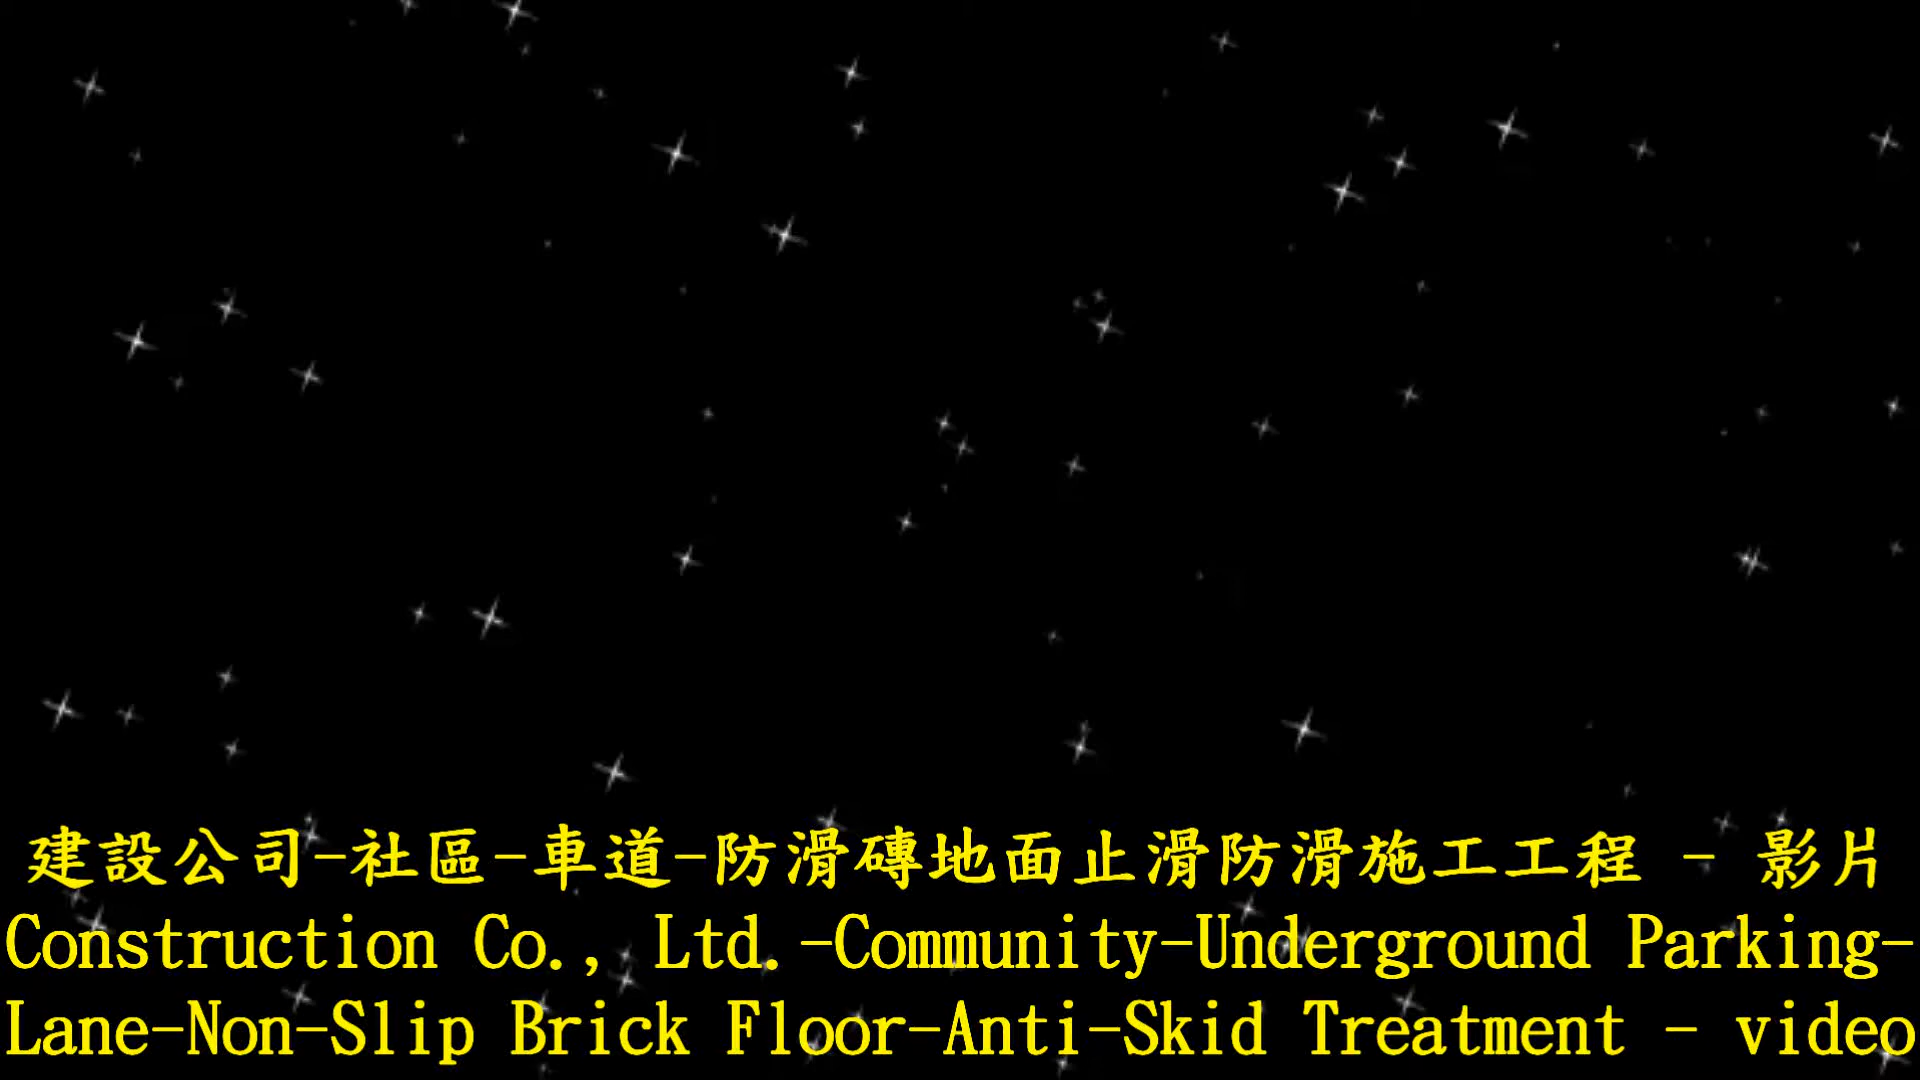 建設公司-社區-車道-防滑磚地面止滑防滑施工工程 - 影片
Construction Co., Ltd.-Community-Underground Parking-
Lane-Non-Slip Brick Floor-Anti-Skid Treatment - video